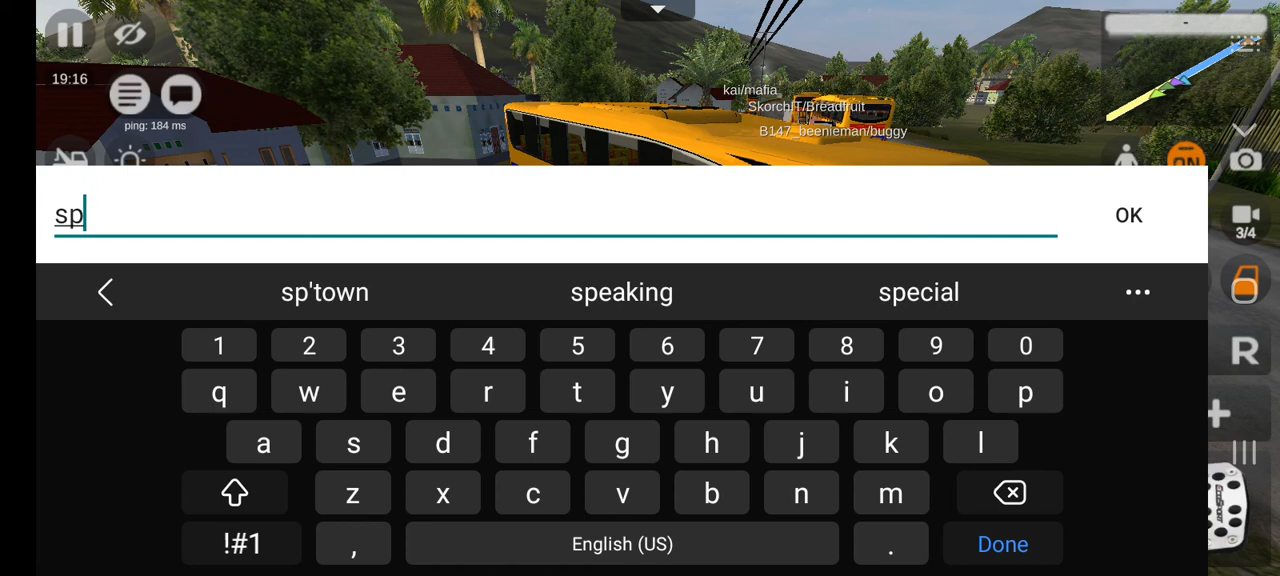 19:16
ping: 184 ms
kai/mafia
SkorchIT/Breadfruit
B147_beenieman/buggy
ON
3/4
R
sp
OK
sp'town speaking special
1 2 3 4 5 6 7 8 9 0
q w e r t y u i o p
a s d f g h j k l
z x c v b n m
!#1 , English (US) . Done